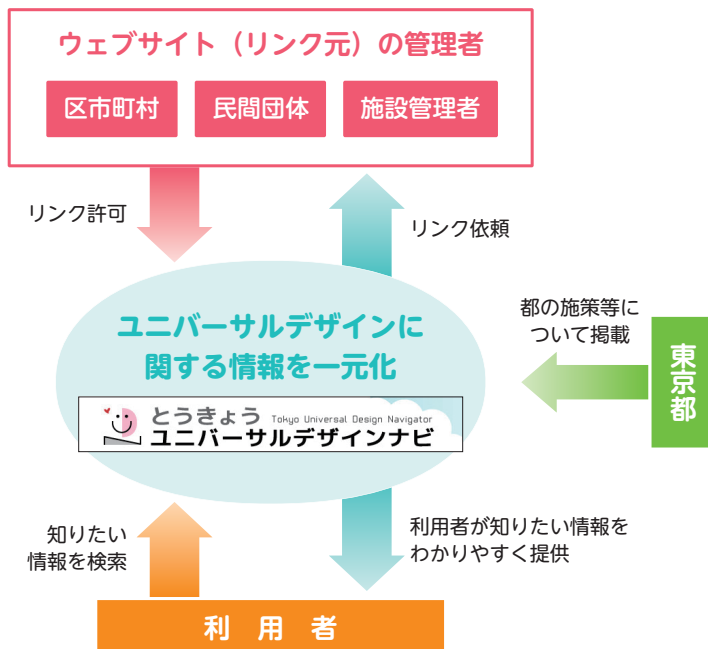 ウェブサイト（リンク元）の管理者
区市町村
民間団体
施設管理者
リンク許可
リンク依頼
ユニバーサルデザインに
関する情報を一元化
とうきょう Tokyo Universal Design Navigator
ユニバーサルデザインナビ
都の施策等に
ついて掲載
東京都
知りたい
情報を検索
利用者が知りたい情報を
わかりやすく提供
利用者